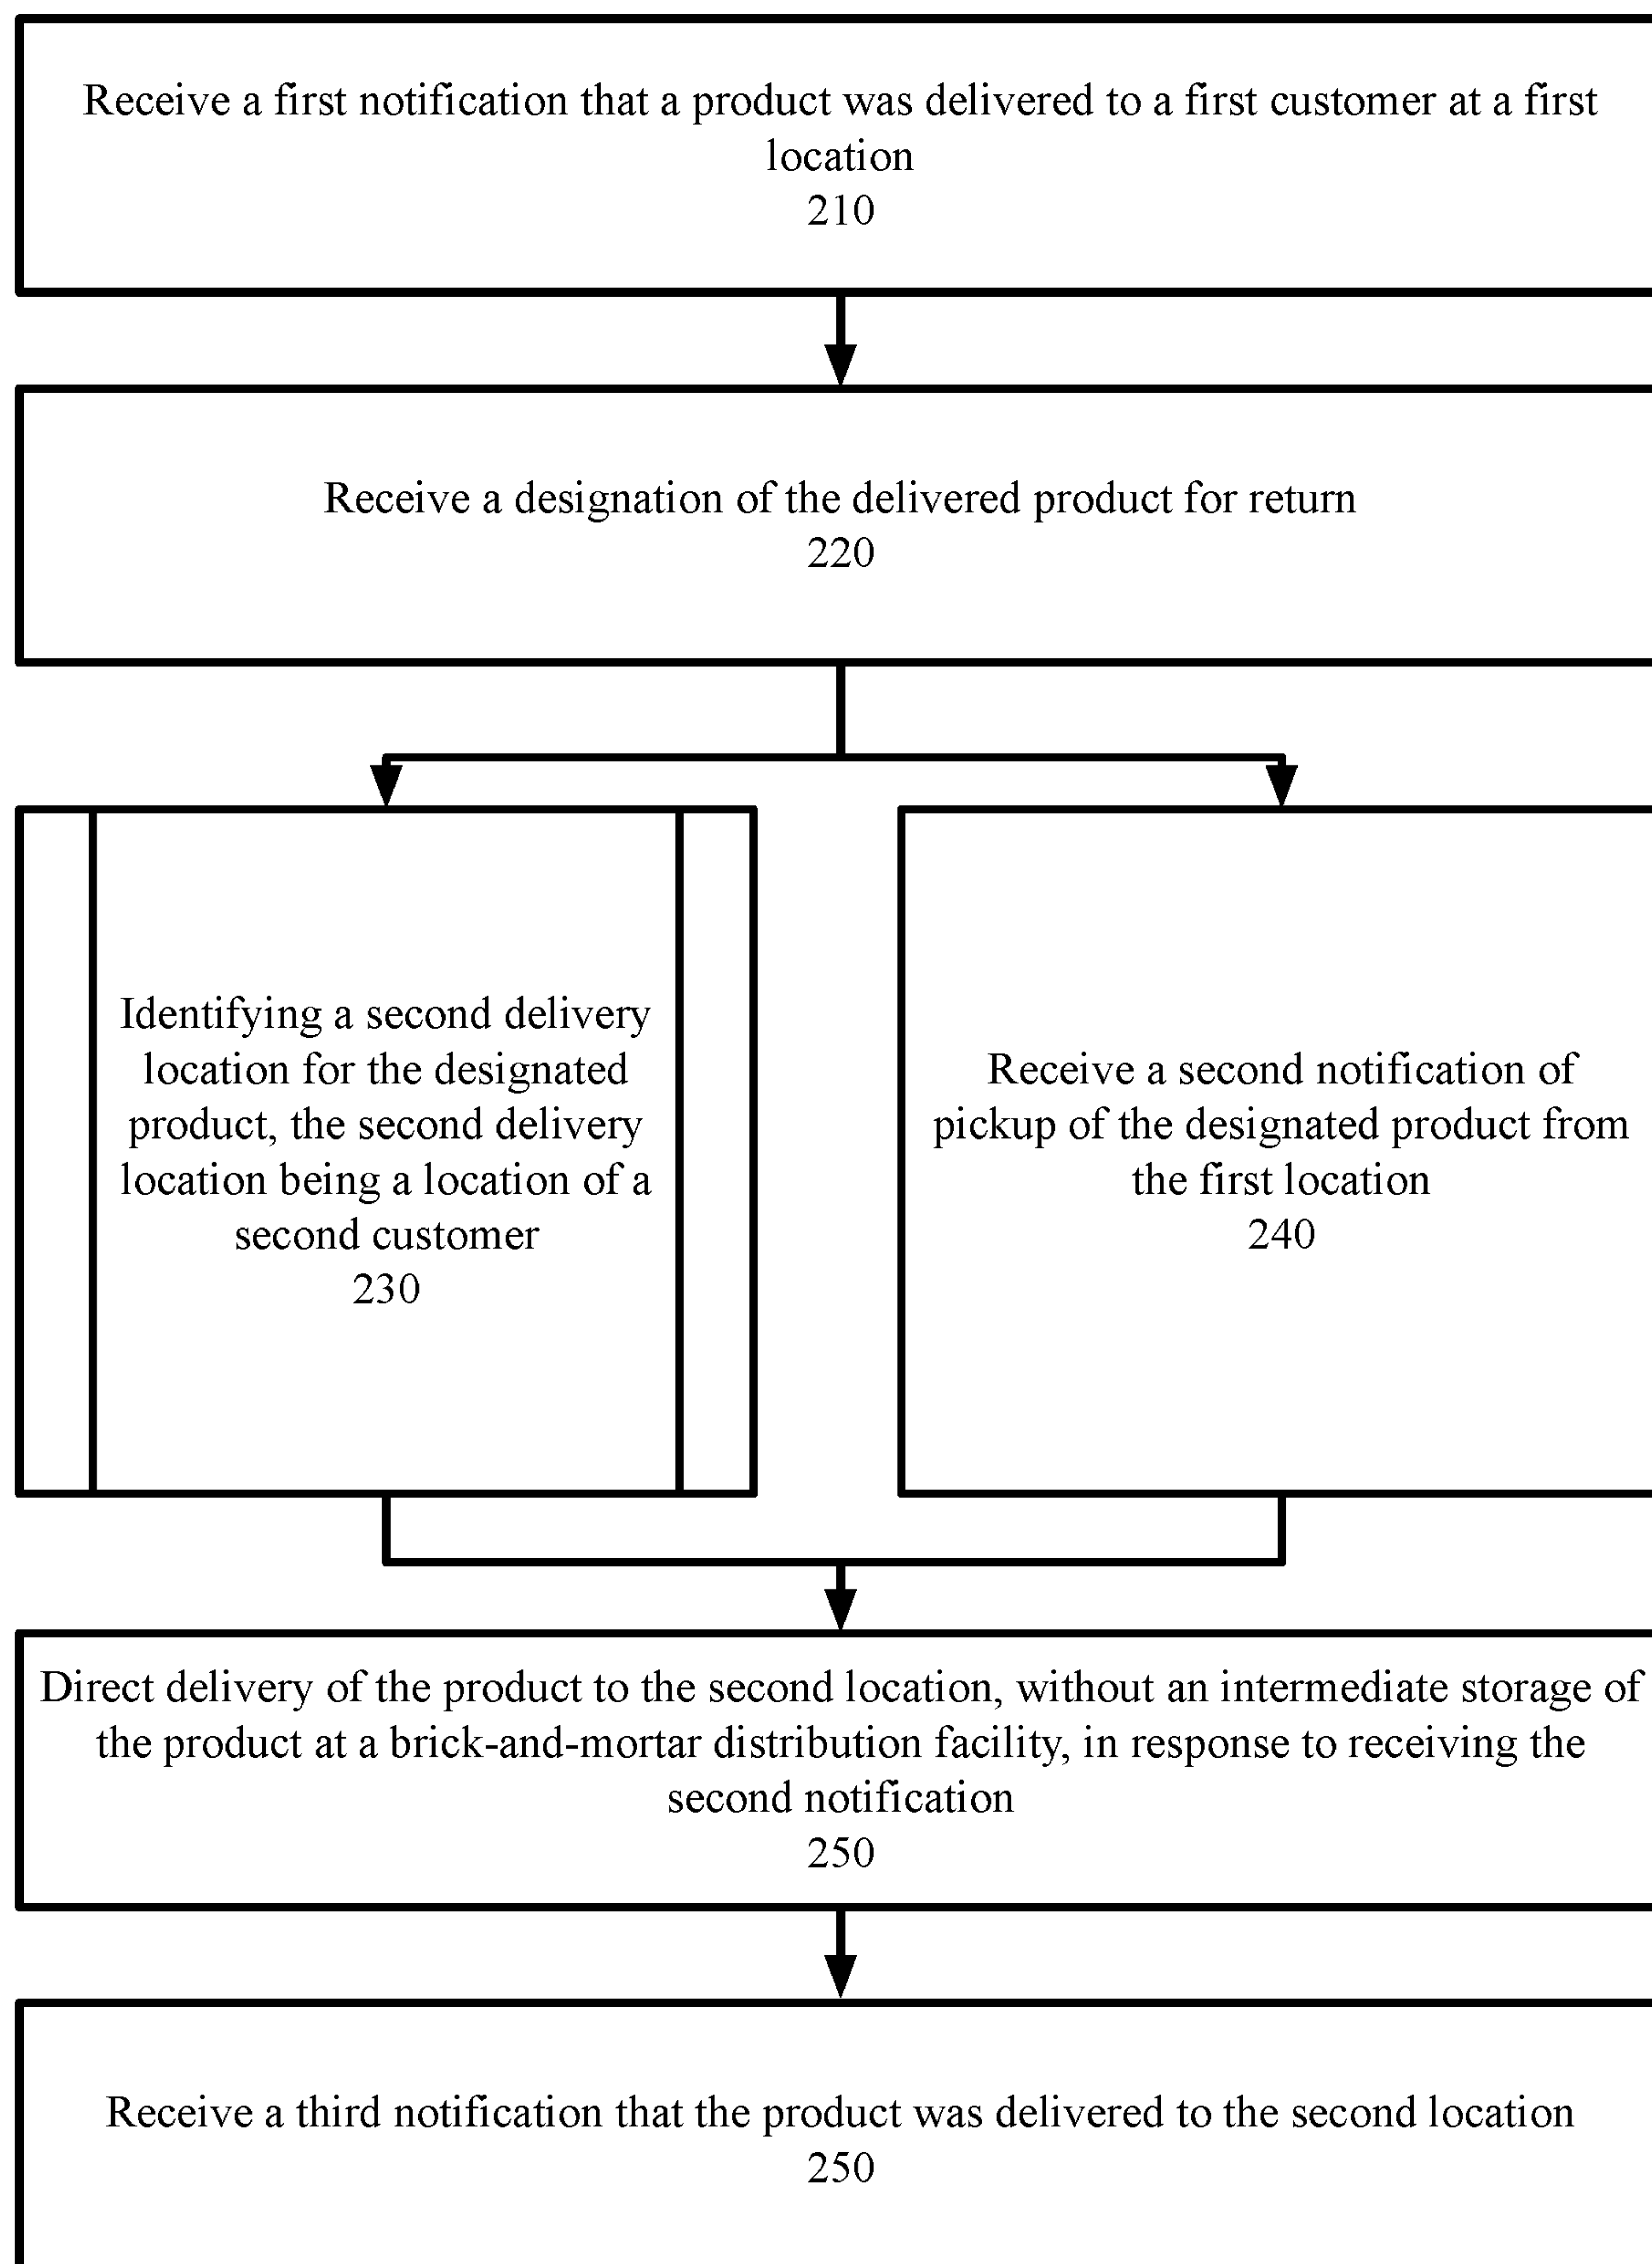 Receive a first notification that a product was delivered to a first customer at a first
location
210
Receive a designation of the delivered product for return
220
Identifying a second delivery
location for the designated
product, the second delivery
location being a location of a
second customer
230
Receive a second notification of
pickup of the designated product from
the first location
240
Direct delivery of the product to the second location, without an intermediate storage of
the product at a brick-and-mortar distribution facility, in response to receiving the
second notification
250
Receive a third notification that the product was delivered to the second location
250